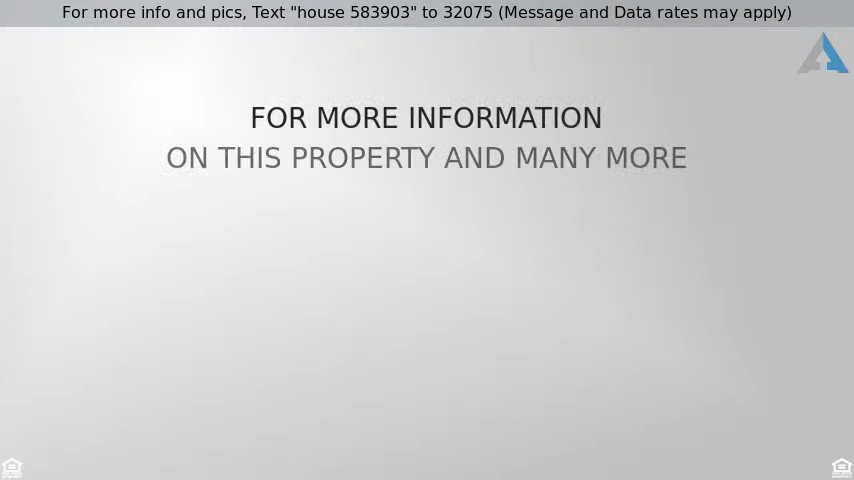 For more info and pics, Text "house 583903" to 32075 (Message and Data rates may apply)
FOR MORE INFORMATION
ON THIS PROPERTY AND MANY MORE